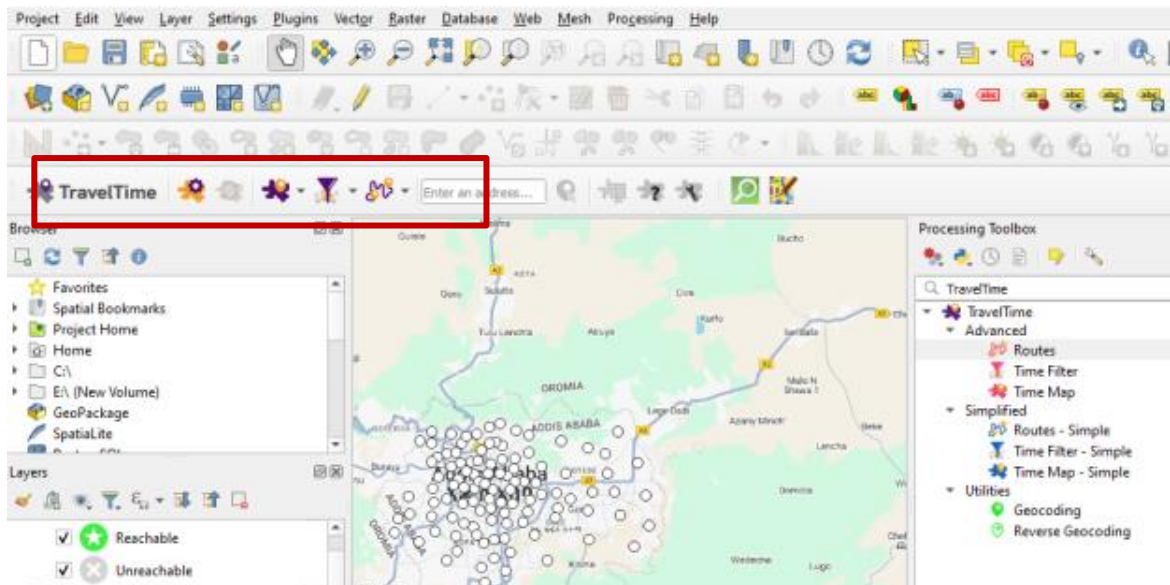 Project Edit View Layer Settings Plugins Vector Raster Database Web Mesh Processing Help
TravelTime
Enter an address...
Browser
Favorites
Spatial Bookmarks
Project Home
Home
C:\
E:\ (New Volume)
GeoPackage
SpatiaLite
Layers
Reachable
Unreachable
Sululta
OROMIA
ADDIS ABABA
Lega Dadi
Processing Toolbox
TravelTime
TravelTime
Advanced
Routes
Time Filter
Time Map
Simplified
Routes - Simple
Time Filter - Simple
Time Map - Simple
Utilities
Geocoding
Reverse Geocoding